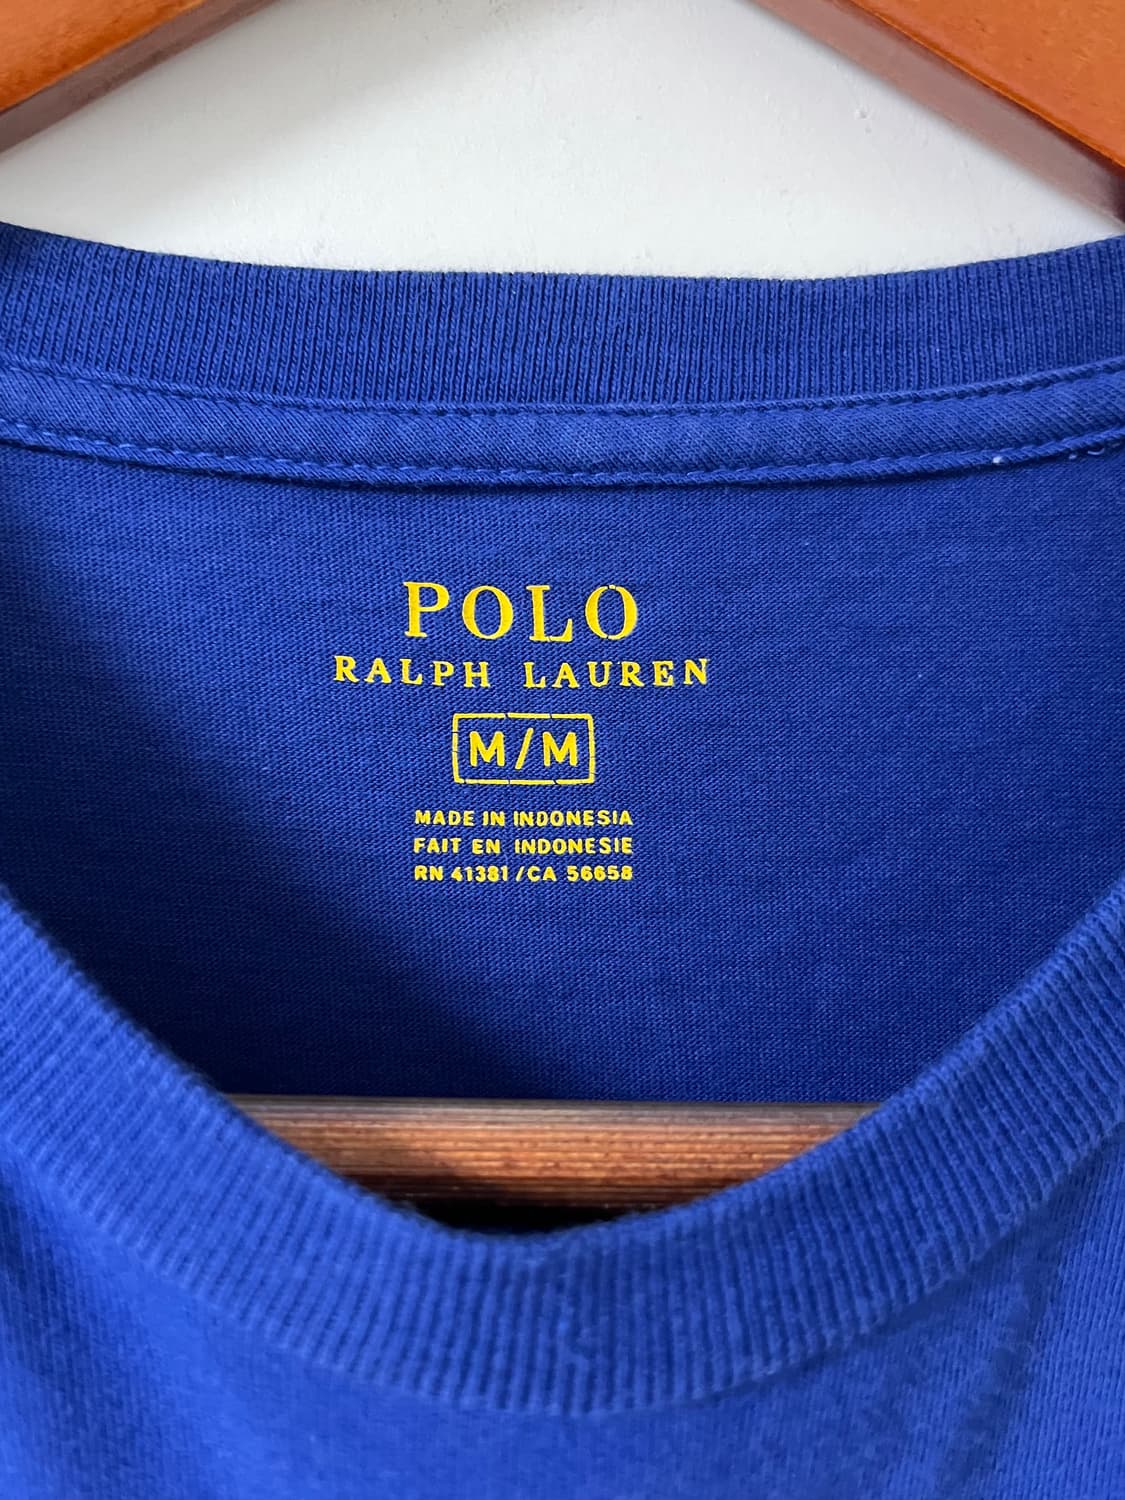 POLO
RALPH LAUREN
M/M
MADE IN INDONESIA
FAIT EN INDONESIE
RN 41381/CA 56658